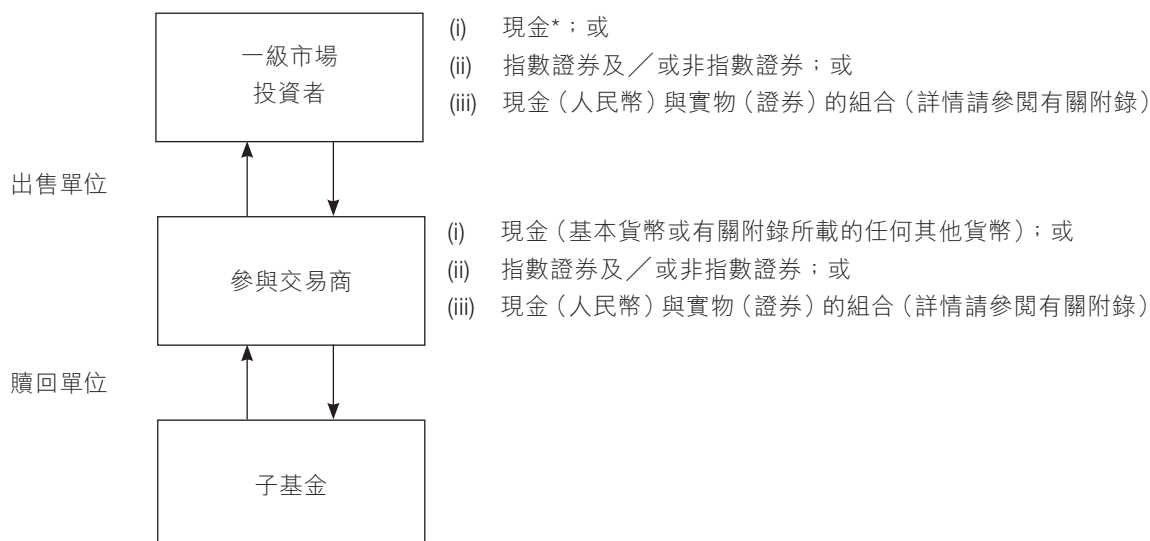 一級市場
投資者
(i) 現金*；或
(ii) 指數證券及／或非指數證券；或
(iii) 現金（人民幣）與實物（證券）的組合（詳情請參閱有關附錄）
出售單位
參與交易商
(i) 現金（基本貨幣或有關附錄所載的任何其他貨幣）；或
(ii) 指數證券及／或非指數證券；或
(iii) 現金（人民幣）與實物（證券）的組合（詳情請參閱有關附錄）
贖回單位
子基金